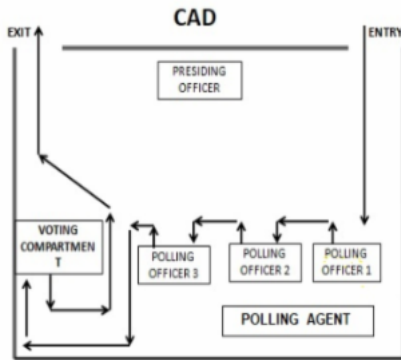 CAD
EXIT
ENTRY
PRESIDING
OFFICER
VOTING
COMPARTMEN
T
POLLING
OFFICER 3
POLLING
OFFICER 2
POLLING
OFFICER 1
POLLING AGENT